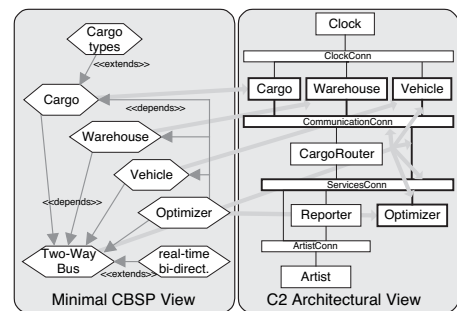 Cargo
types
<<extends>>
Cargo
<<depends>>
Warehouse
Vehicle
<<depends>>
Optimizer
Two-Way
Bus
<<extends>>
real-time
bi-direct.
Minimal CBSP View
Clock
ClockConn
Cargo
Warehouse
Vehicle
CommunicationConn
CargoRouter
ServicesConn
Reporter
Optimizer
ArtistConn
Artist
C2 Architectural View